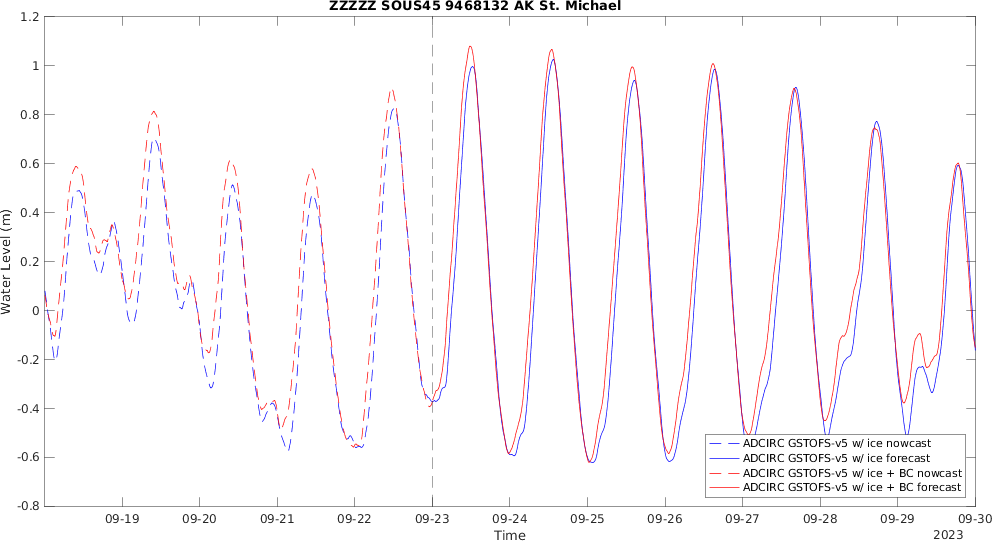 ZZZZZ SOUS45 9468132 AK St. Michael
Water Level (m)
1.2
1
0.8
0.6
0.4
0.2
0
-0.2
-0.4
-0.6
-0.8
ADCIRC GSTOFS-v5 w/ ice nowcast
ADCIRC GSTOFS-v5 w/ ice forecast
ADCIRC GSTOFS-v5 w/ ice + BC nowcast
ADCIRC GSTOFS-v5 w/ ice + BC forecast
09-19 09-20 09-21 09-22 09-23 09-24 09-25 09-26 09-27 09-28 09-29 09-30
Time
2023